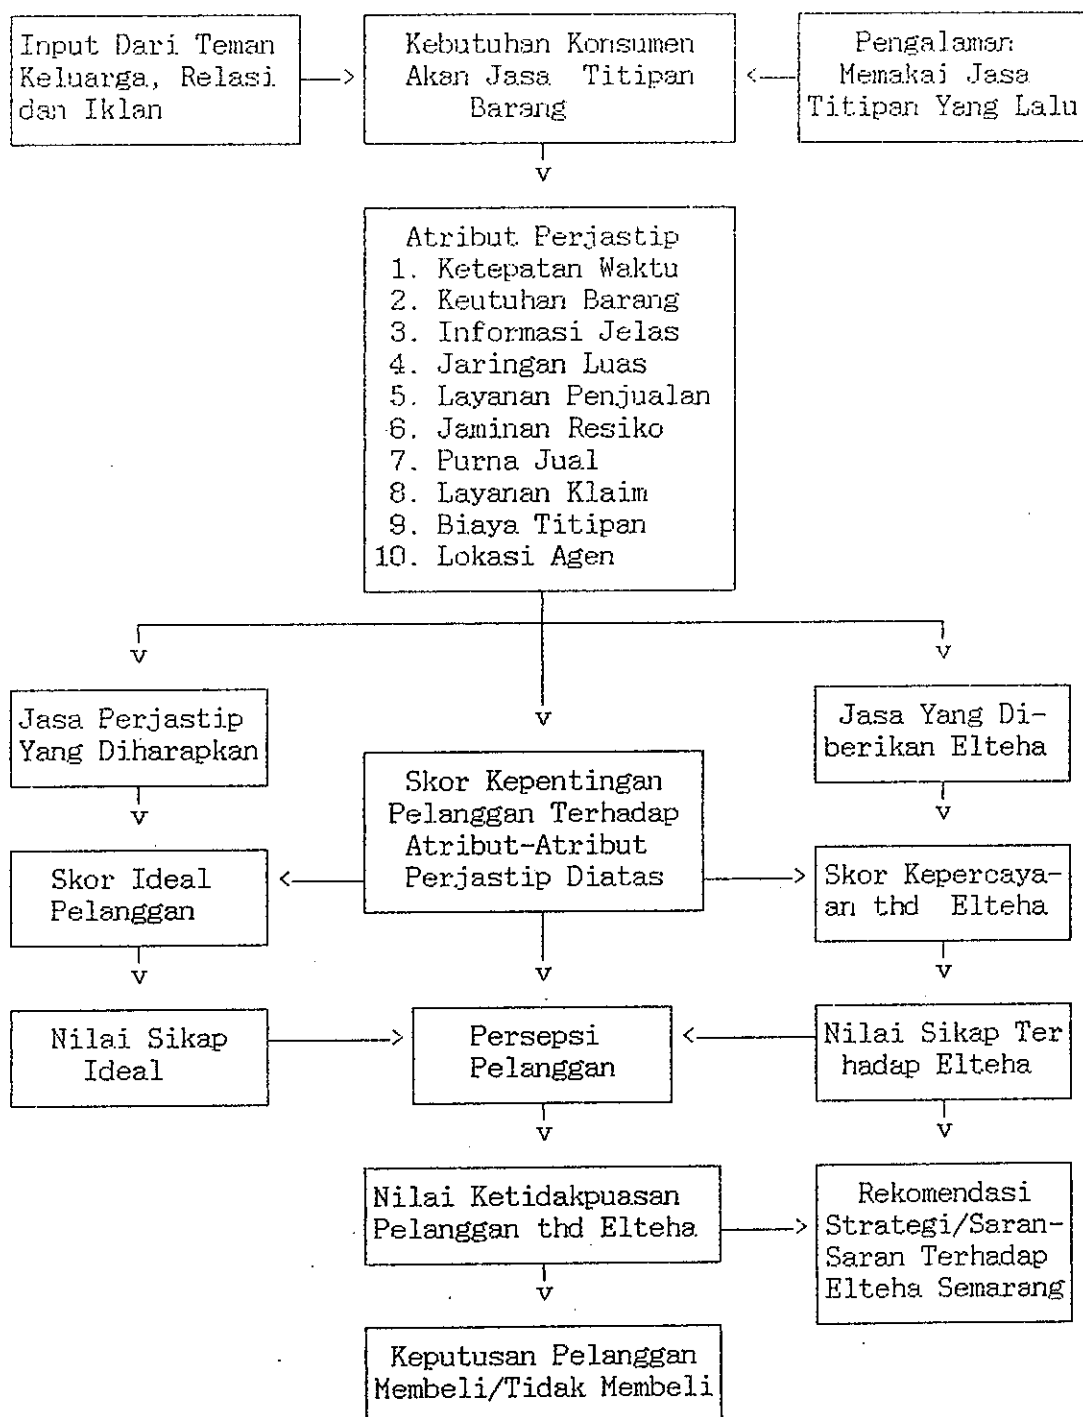 Input Dari Teman
Keluarga, Relasi
dan Iklan
Kebutuhan Konsumen
Akan Jasa Titipan
Barang
Pengalaman
Memakai Jasa
Titipan Yang Lalu
Atribut Perjastip
1. Ketepatan Waktu
2. Keutuhan Barang
3. Informasi Jelas
4. Jaringan Luas
5. Layanan Penjualan
6. Jaminan Resiko
7. Purna Jual
8. Layanan Klaim
9. Biaya Titipan
10. Lokasi Agen
Jasa Perjastip
Yang Diharapkan
Skor Kepentingan
Pelanggan Terhadap
Atribut-Atribut
Perjastip Diatas
Jasa Yang Di-
berikan Elteha
Skor Ideal
Pelanggan
Skor Kepercaya-
an thd Elteha
Nilai Sikap
Ideal
Persepsi
Pelanggan
Nilai Sikap Ter
hadap Elteha
Nilai Ketidakpuasan
Pelanggan thd Elteha
Rekomendasi
Strategi/Saran-
Saran Terhadap
Elteha Semarang
Keputusan Pelanggan
Membeli/Tidak Membeli